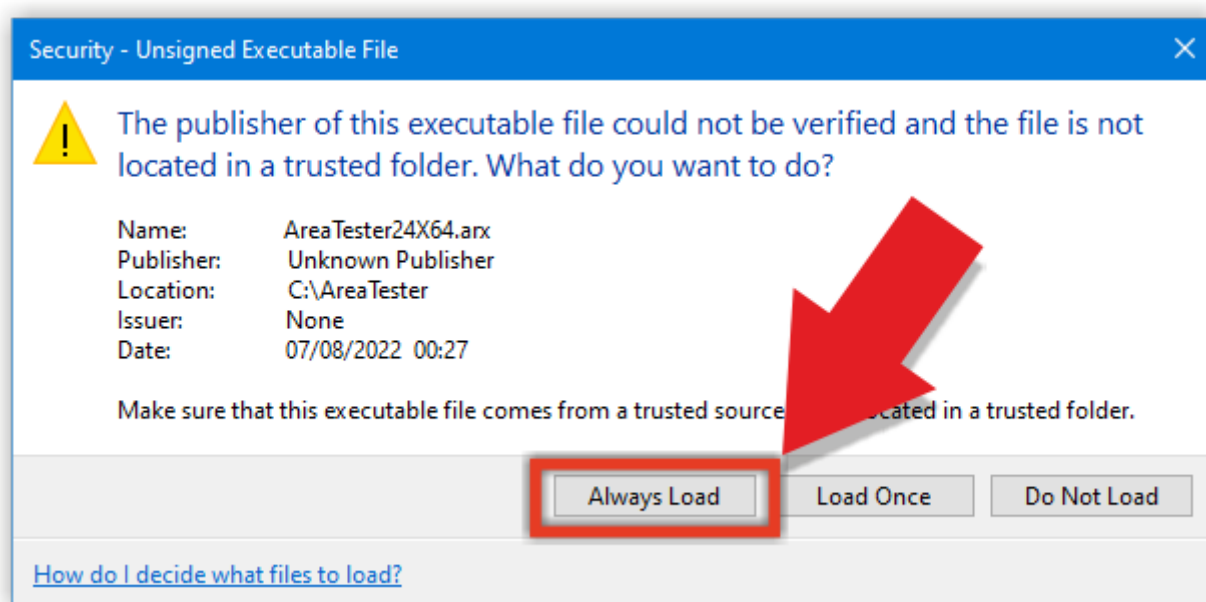 Security - Unsigned Executable File
!
The publisher of this executable file could not be verified and the file is not
located in a trusted folder. What do you want to do?
Name: AreaTester24X64.arx
Publisher: Unknown Publisher
Location: C:\AreaTester
Issuer: None
Date: 07/08/2022 00:27
Make sure that this executable file comes from a trusted source located in a trusted folder.
Always Load Load Once Do Not Load
How do I decide what files to load?